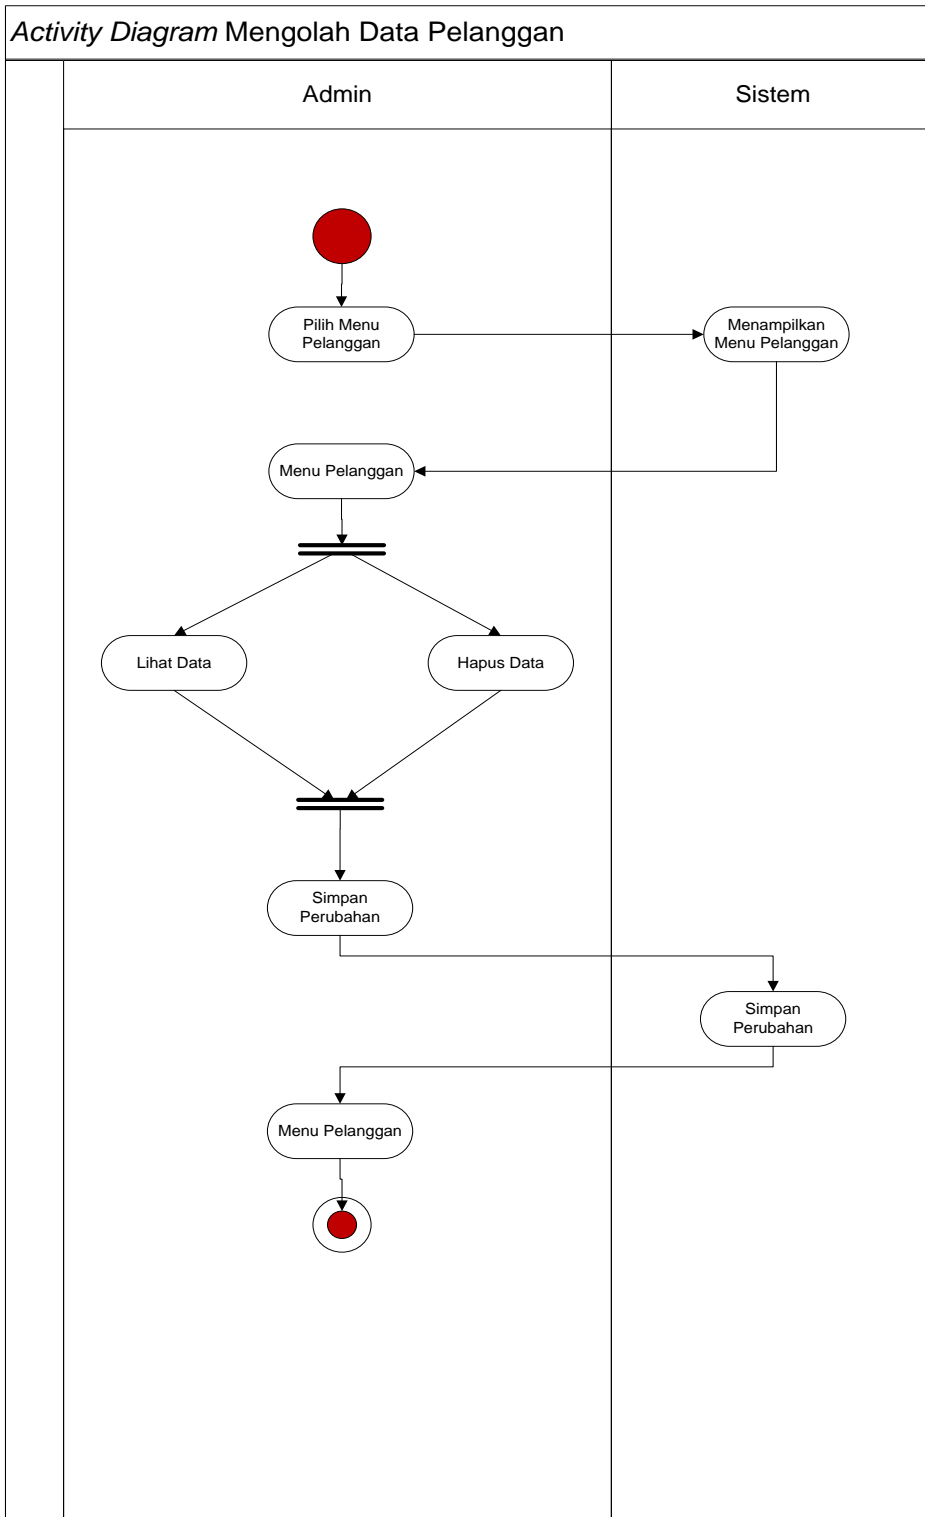 Activity Diagram Mengolah Data Pelanggan
Admin
Sistem
Pilih Menu
Pelanggan
Menampilkan
Menu Pelanggan
Menu Pelanggan
Lihat Data
Hapus Data
Simpan
Perubahan
Simpan
Perubahan
Menu Pelanggan